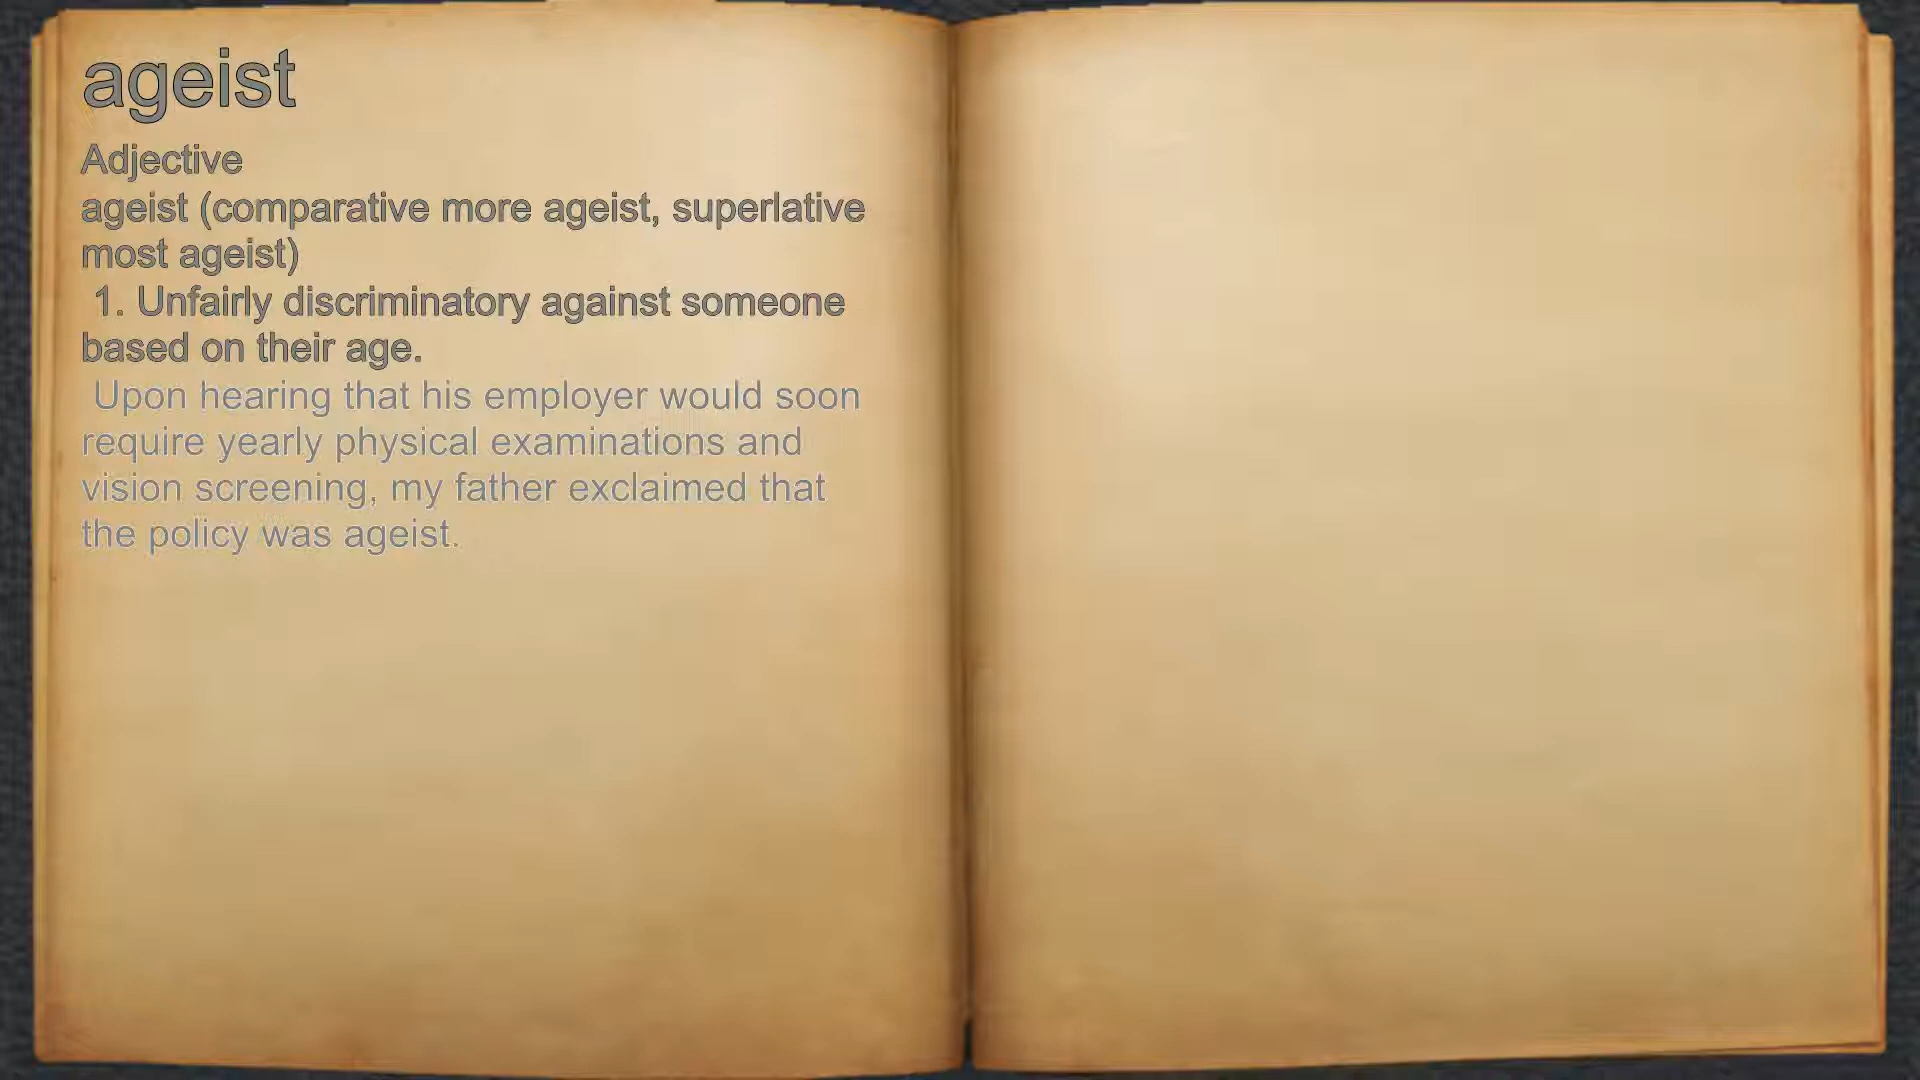 ageist
Adjective
ageist (comparative more ageist, superlative
most ageist)
1. Unfairly discriminatory against someone
based on their age.
Upon hearing that his employer would soon
require yearly physical examinations and
vision screening, my father exclaimed that
the policy was ageist.